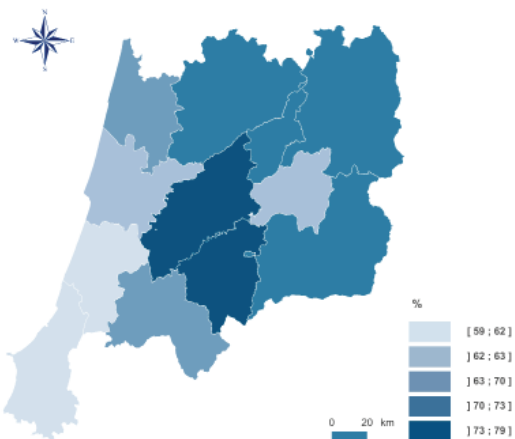 N
W
E
S
%
[ 59 ; 62 ]
] 62 ; 63 ]
] 63 ; 70 ]
] 70 ; 73 ]
] 73 ; 79 ]
0 20 km